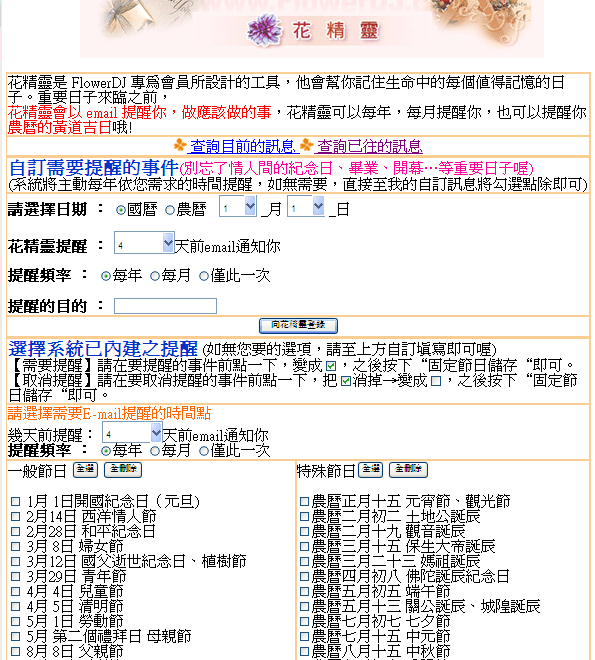 花精靈
花精靈是 FlowerDJ 專為會員所設計的工具，他會幫你記住生命中的每個值得記憶的日
子。重要日子來臨之前，
花精靈會以 email 提醒你，做應該做的事，花精靈可以每年，每月提醒你，也可以提醒你
農曆的黃道吉日哦!
查詢目前的訊息 查詢已往的訊息
自訂需要提醒的事件(別忘了情人間的紀念日、畢業、開幕…等重要日子喔)
(系統將主動每年依您需求的時間提醒，如無需要，直接至我的自訂訊息將勾選點除即可)
請選擇日期 ： 國曆 農曆 1 _月 1 _日
花精靈提醒 ： 4 天前email通知你
提醒頻率 ： 每年 每月 僅此一次
提醒的目的 ：
向花精靈登錄
選擇系統已內建之提醒 (如無您要的選項，請至上方自訂填寫即可喔)
【需要提醒】請在要提醒的事件前點一下，變成，之後按下“固定節日儲存“即可。
【取消提醒】請在要取消提醒的事件前點一下，把消掉→變成，之後按下“固定節
日儲存“即可。
請選擇需要E-mail提醒的時間點
幾天前提醒： 4 天前email通知你
提醒頻率 ： 每年 每月 僅此一次
一般節日 全選 全刪除
1月 1日開國紀念日（元旦)
2月14日 西洋情人節
2月28日 和平紀念日
3月 8日 婦女節
3月12日 國父逝世紀念日、植樹節
3月29日 青年節
4月 4日 兒童節
4月 5日 清明節
5月 1日 勞動節
5月 第二個禮拜日 母親節
8月 8日 父親節
特殊節日 全選 全刪除
農曆正月十五 元宵節、觀光節
農曆二月初二 土地公誕辰
農曆二月十九 觀音誕辰
農曆三月十五 保生大帝誕辰
農曆三月二十三 媽祖誕辰
農曆四月初八 佛陀誕辰紀念日
農曆五月初五 端午節
農曆五月十三 關公誕辰、城隍誕辰
農曆七月初七 七夕節
農曆七月十五 中元節
農曆八月十五 中秋節